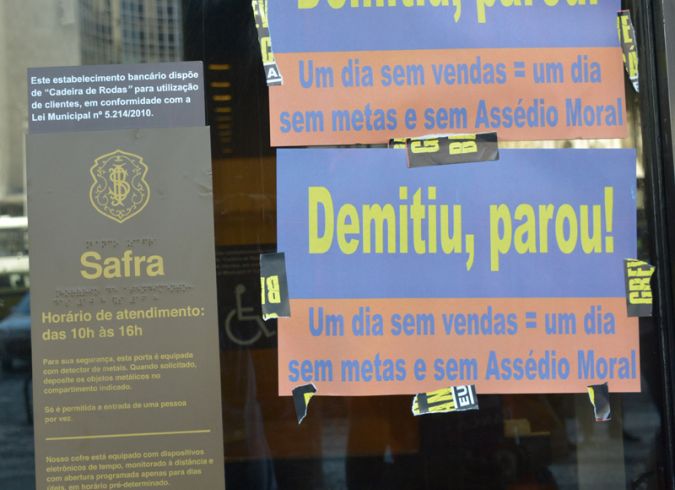 Demitiu, parou!
Um dia sem vendas = um dia
sem metas e sem Assédio Moral
Este estabelecimento bancário dispõe
de “Cadeira de Rodas” para utilização
de clientes, em conformidade com a
Lei Municipal nº 5.214/2010.
Safra
Horário de atendimento:
das 10h às 16h
Para sua segurança, esta porta é equipada
com detector de metais. Quando solicitado,
deposite os objetos metálicos no
compartimento indicado.
Só é permitida a entrada de uma pessoa
por vez.
Nosso cofre está equipado com dispositivos
eletrônicos de tempo, monitorado à distância e
com abertura programada apenas para dias
úteis, em horário pré-determinado.
Demitiu, parou!
Um dia sem vendas = um dia
sem metas e sem Assédio Moral